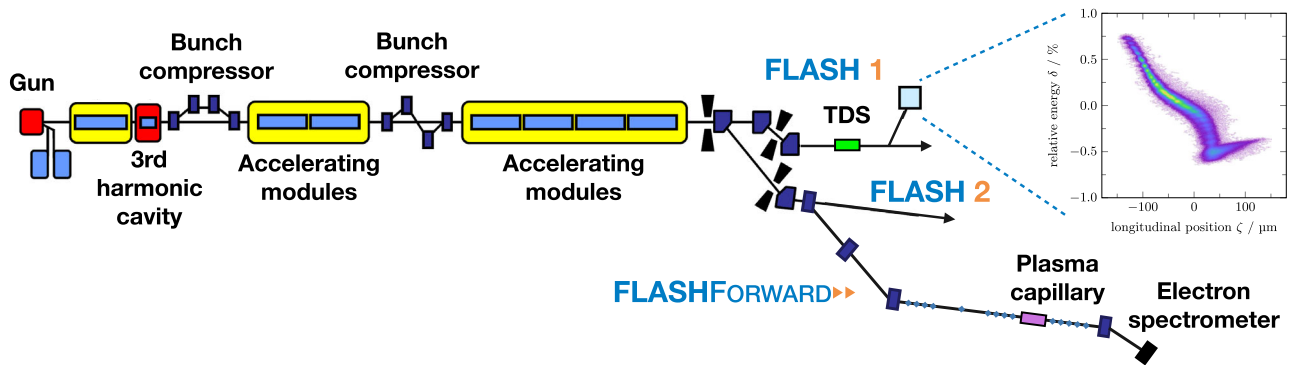 Gun
Bunch
compressor
Bunch
compressor
3rd
harmonic
cavity
Accelerating
modules
Accelerating
modules
FLASH 1
TDS
FLASH 2
FLASHFORWARD
Plasma
capillary
Electron
spectrometer
relative energy δ / %
1.0
0.5
0.0
−0.5
−1.0
−100
0
100
longitudinal position ζ / µm